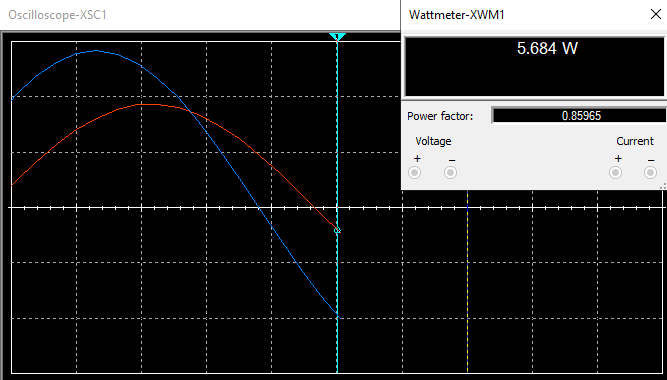 Oscilloscope-XSC1
Wattmeter-XWM1
5.684 W
Power factor: 0.85965
Voltage Current
+ − + −